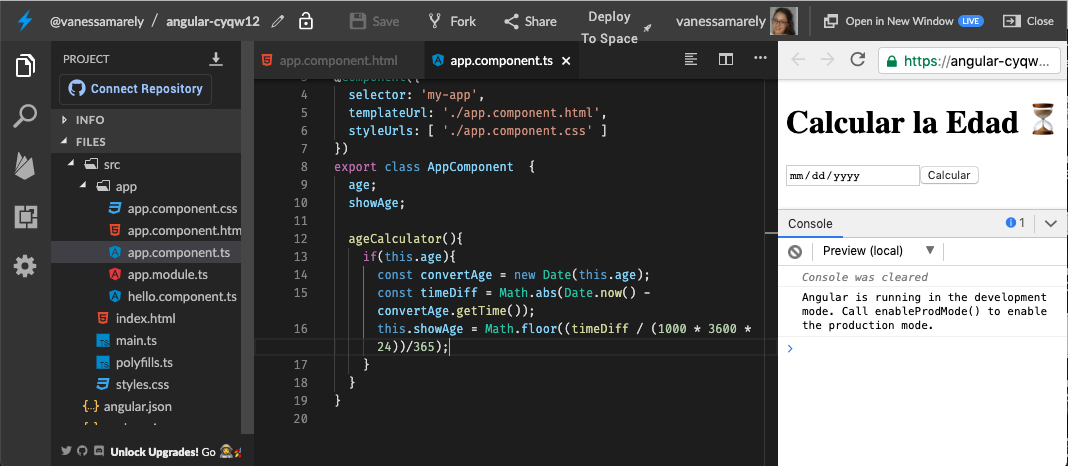 @vanessamarely / angular-cyqw12
Save
Fork
Share
Deploy
To Space
vanessamarely
Open in New Window LIVE
Close
PROJECT
Connect Repository
INFO
FILES
src
app
app.component.css
app.component.htm
app.component.ts
app.module.ts
hello.component.ts
index.html
main.ts
polyfills.ts
styles.css
angular.json
Unlock Upgrades! Go
app.component.html
app.component.ts
4 selector: 'my-app',
5 templateUrl: './app.component.html',
6 styleUrls: [ './app.component.css' ]
7 })
8 export class AppComponent {
9 age;
10 showAge;
11
12 ageCalculator(){
13 if(this.age){
14 const convertAge = new Date(this.age);
15 const timeDiff = Math.abs(Date.now() -
convertAge.getTime());
16 this.showAge = Math.floor((timeDiff / (1000 * 3600 *
24))/365);
17 }
18 }
19 }
20
https://angular-cyqw...
Calcular la Edad
mm/dd/yyyy
Calcular
Console
1
Preview (local)
Console was cleared
Angular is running in the development
mode. Call enableProdMode() to enable
the production mode.